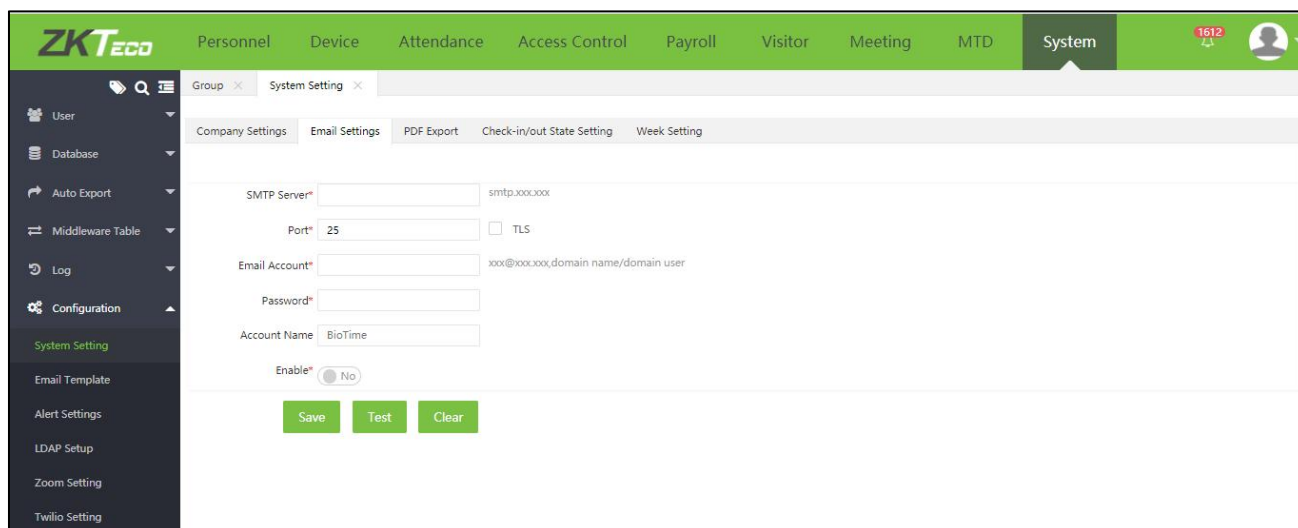 ZKTeco Personnel Device Attendance Access Control Payroll Visitor Meeting MTD System 1612
Group System Setting
User
Database
Auto Export
Middleware Table
Log
Configuration
System Setting
Email Template
Alert Settings
LDAP Setup
Zoom Setting
Twilio Setting
Company Settings Email Settings PDF Export Check-in/out State Setting Week Setting
SMTP Server* smtp.xxx.xxx
Port* 25 TLS
Email Account* xxx@xxx.xxx,domain name/domain user
Password*
Account Name BioTime
Enable* No
Save Test Clear